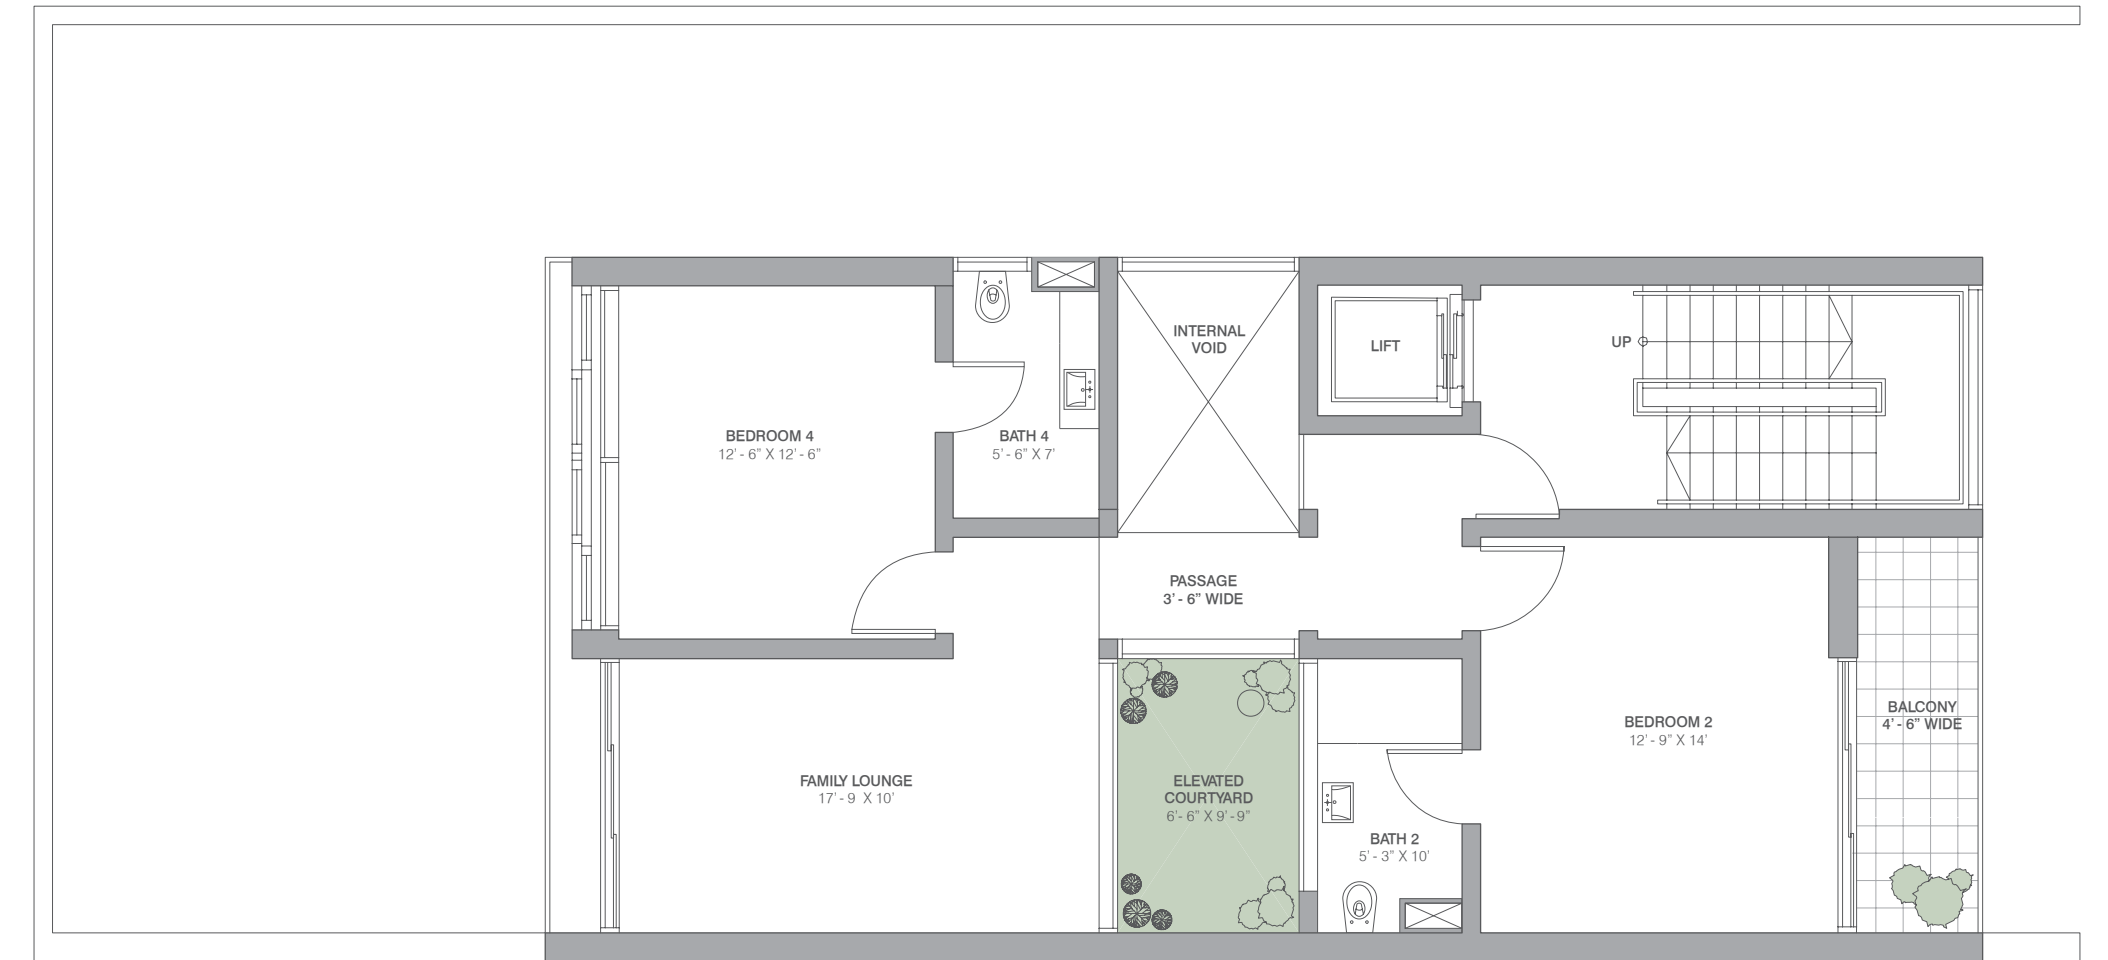 INTERNAL
VOID
LIFT
UP
BEDROOM 4
12' - 6” X 12' - 6”
BATH 4
5' - 6” X 7'
PASSAGE
3’ - 6” WIDE
BALCONY
4’ - 6” WIDE
BEDROOM 2
12' - 9” X 14'
FAMILY LOUNGE
17' - 9  X 10'
ELEVATED
COURTYARD
6'- 6” X 9' - 9”
BATH 2
5' - 3” X 10'